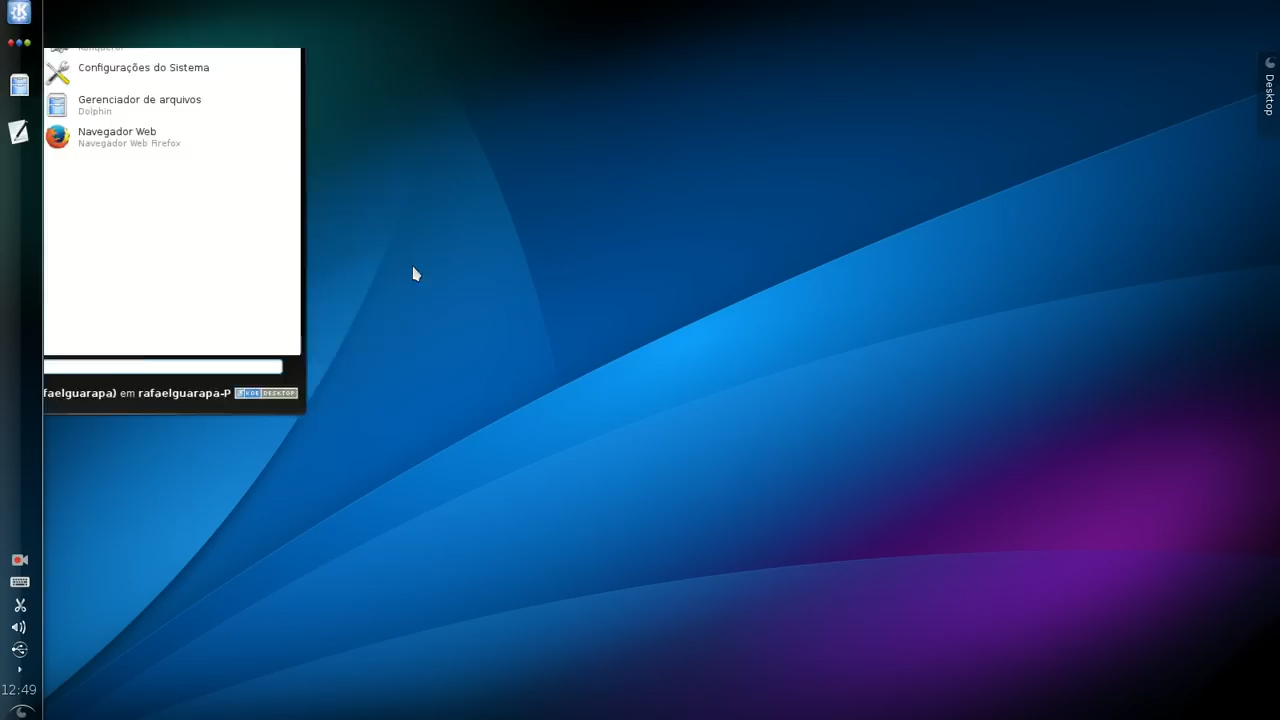 Konqueror
Configurações do Sistema
Gerenciador de arquivos
Dolphin
Navegador Web
Navegador Web Firefox
faelguarapa) em rafaelguarapa-P
KDE DESKTOP
Desktop
12:49